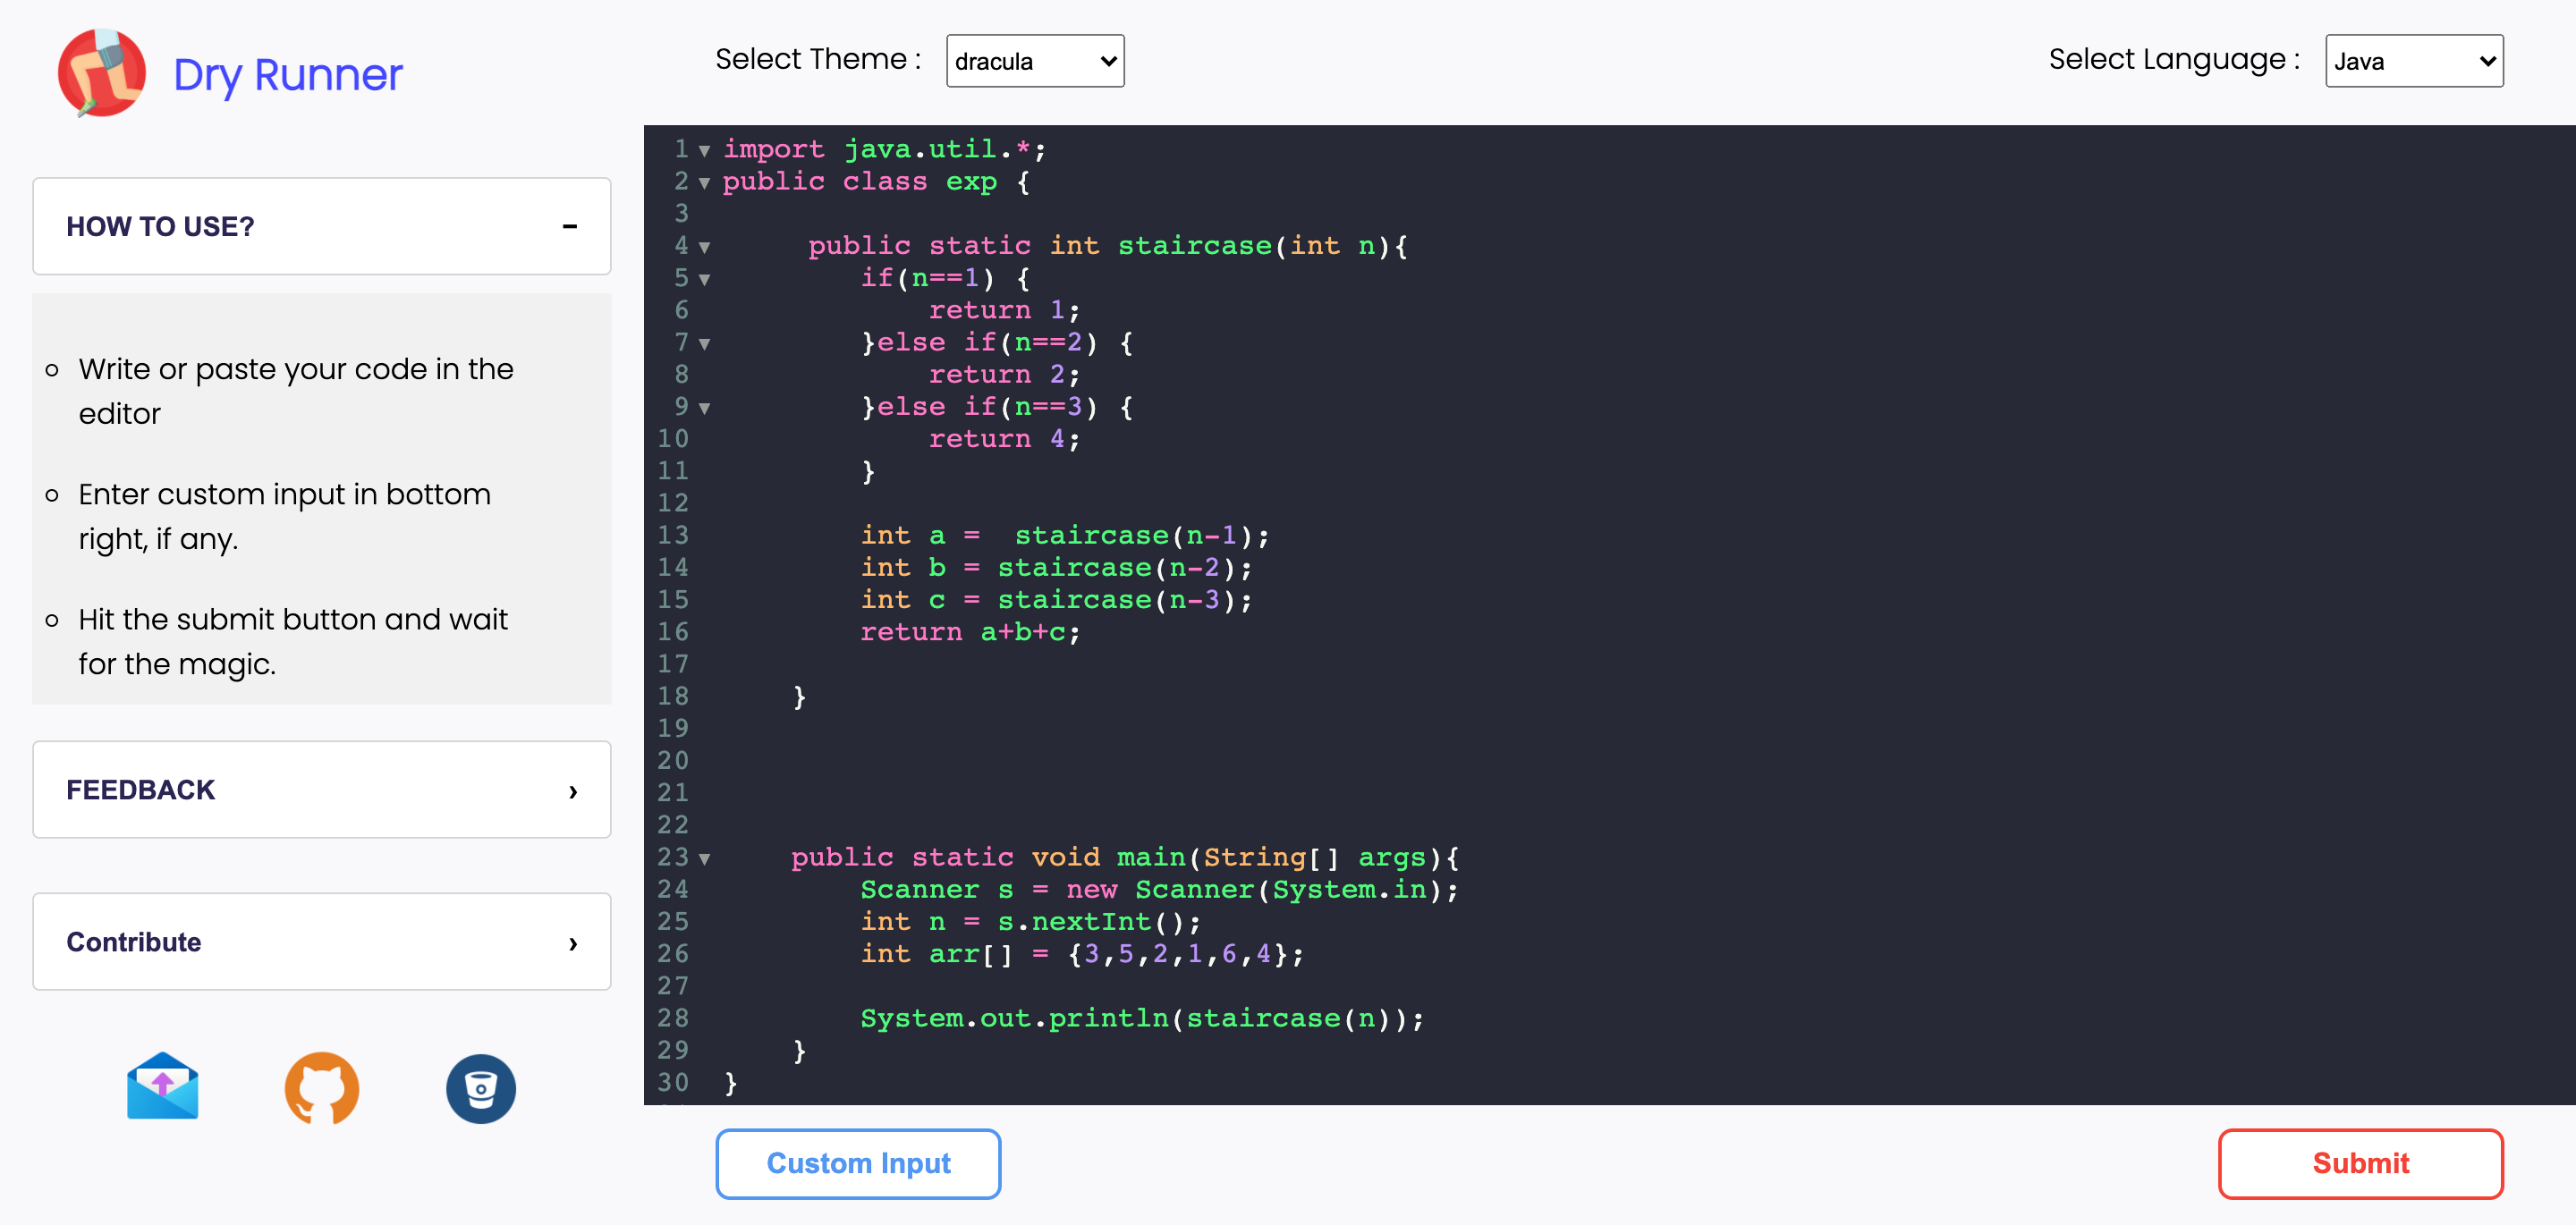 Dry Runner
Select Theme :
dracula
Select Language :
Java
HOW TO USE?
Write or paste your code in the
editor
Enter custom input in bottom
right, if any.
Hit the submit button and wait
for the magic.
FEEDBACK
Contribute
1 import java.util.*;
2 public class exp {
3
4 public static int staircase(int n){
5 if(n==1) {
6 return 1;
7 }else if(n==2) {
8 return 2;
9 }else if(n==3) {
10 return 4;
11 }
12
13 int a =  staircase(n-1);
14 int b = staircase(n-2);
15 int c = staircase(n-3);
16 return a+b+c;
17
18 }
19
20
21
22
23 public static void main(String[] args){
24 Scanner s = new Scanner(System.in);
25 int n = s.nextInt();
26 int arr[] = {3,5,2,1,6,4};
27
28 System.out.println(staircase(n));
29 }
30 }
Custom Input
Submit